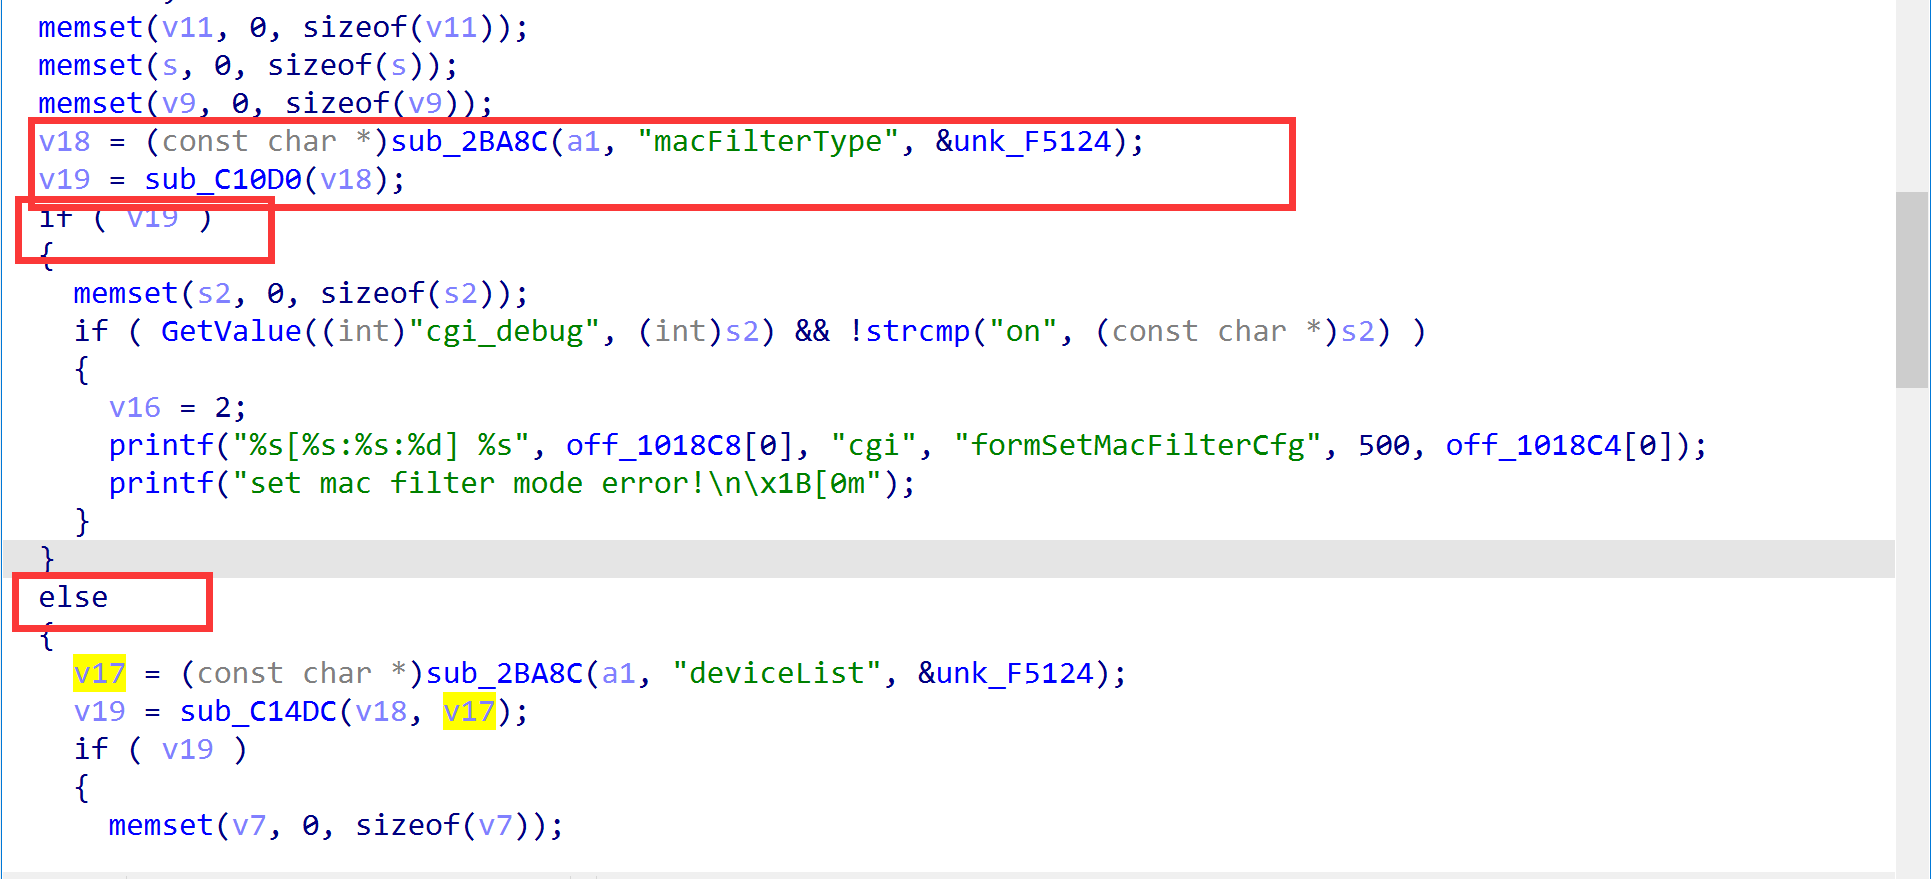 memset(v11, 0, sizeof(v11));
memset(s, 0, sizeof(s));
memset(v9, 0, sizeof(v9));
v18 = (const char *)sub_2BA8C(a1, "macFilterType", &unk_F5124);
v19 = sub_C10D0(v18);
if ( v19 )
{
memset(s2, 0, sizeof(s2));
if ( GetValue((int)"cgi_debug", (int)s2) && !strcmp("on", (const char *)s2) )
{
v16 = 2;
printf("%s[%s:%s:%d] %s", off_1018C8[0], "cgi", "formSetMacFilterCfg", 500, off_1018C4[0]);
printf("set mac filter mode error!\n\x1B[0m");
}
}
else
{
v17 = (const char *)sub_2BA8C(a1, "deviceList", &unk_F5124);
v19 = sub_C14DC(v18, v17);
if ( v19 )
{
memset(v7, 0, sizeof(v7));